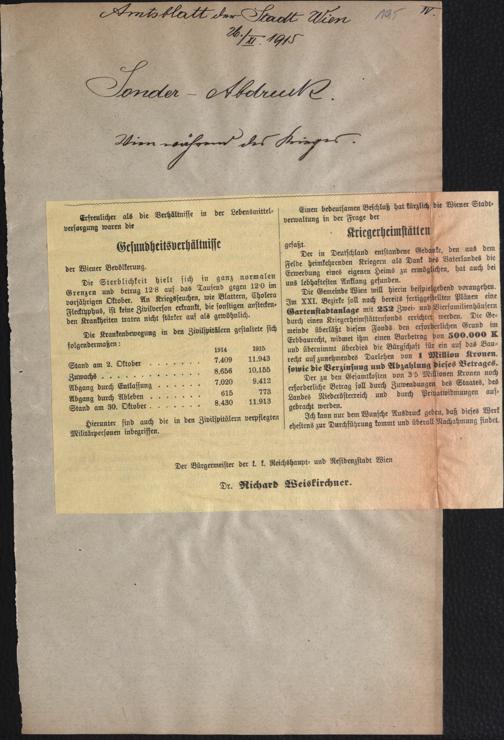 Amtsblatt der Stadt Wien 195 IV.
26./XI. 1915
Sonder-Abdruck.
Wien während des Krieges.
Erfreulicher als die Verhältnisse in der Lebensmittel-
versorgung waren die
Gesundheitsverhältnisse
der Wiener Bevölkerung.
Die Sterblichkeit hielt sich in ganz normalen
Grenzen und betrug 12·8 auf das Tausend gegen 12·0 im
vorjährigen Oktober. An Kriegsseuchen, wie Blattern, Cholera
Flecktyphus, ist keine Zivilperson erkrankt, die sonstigen anstecken-
den Krankheiten waren nicht stärker auf als gewöhnlich.
Die Krankenbewegung in den Zivilspitälern gestaltete sich
folgendermaßen:
1914 1915
Stand am 2. Oktober . . . . . . . 7,409 11.943
Zuwachs . . . . . . . . . . . 8,656 10,155
Abgang durch Entlassung . . . . . . 7,020 9,412
Abgang durch Ableben . . . . . . . 615 773
Stand am 30. Oktober . . . . . . . 8.430 11,913
Hierunter sind auch die in den Zivilspitälern verpflegten
Militärpersonen inbegriffen.
Einen bedeutsamen Beschluß hat kürzlich die Wiener Stadt-
verwaltung in der Frage der
Kriegerheimstätten
gefaßt.
Der in Deutschland entstandene Gedanke, den aus dem
Felde heimkehrenden Kriegern als Dank des Vaterlandes die
Erwerbung eines eigenen Heims zu ermöglichen, hat auch bei
uns lebhaftesten Anklang gefunden.
Die Gemeinde Wien will hierin beispielgebend vorangehen.
Im XXI. Bezirke soll nach bereits fertiggestellten Plänen eine
Gartenstadtanlage mit 252 Zwei- und Vierfamilienhäusern
durch einen Kriegerheimstättenfonds errichtet werden. Die Ge-
meinde überläßt diesem Fonds den erforderlichen Grund im
Erbbaurecht, widmet ihm einen Barbetrag von 500.000 K
und übernimmt überdies die Bürgschaft für ein auf das Bau-
recht aufzunehmendes Darlehen von 1 Million Kronen,
sowie die Verzinsung und Abzahlung dieses Betrages.
Der zu den Gesamtkosten von 3·5 Millionen Kronen noch
erforderliche Betrag soll durch Zuwendungen des Staates, des
Landes Niederösterreich und durch Privatwidmungen auf-
gebracht werden.
Ich kann nur dem Wunsche Ausdruck geben, daß dieses Werk
ehestens zur Durchführung kommt und überall Nachahmung findet.
Der Bürgermeister der k. k. Reichshaupt- und Residenzstadt Wien
Dr. Richard Weiskirchner.